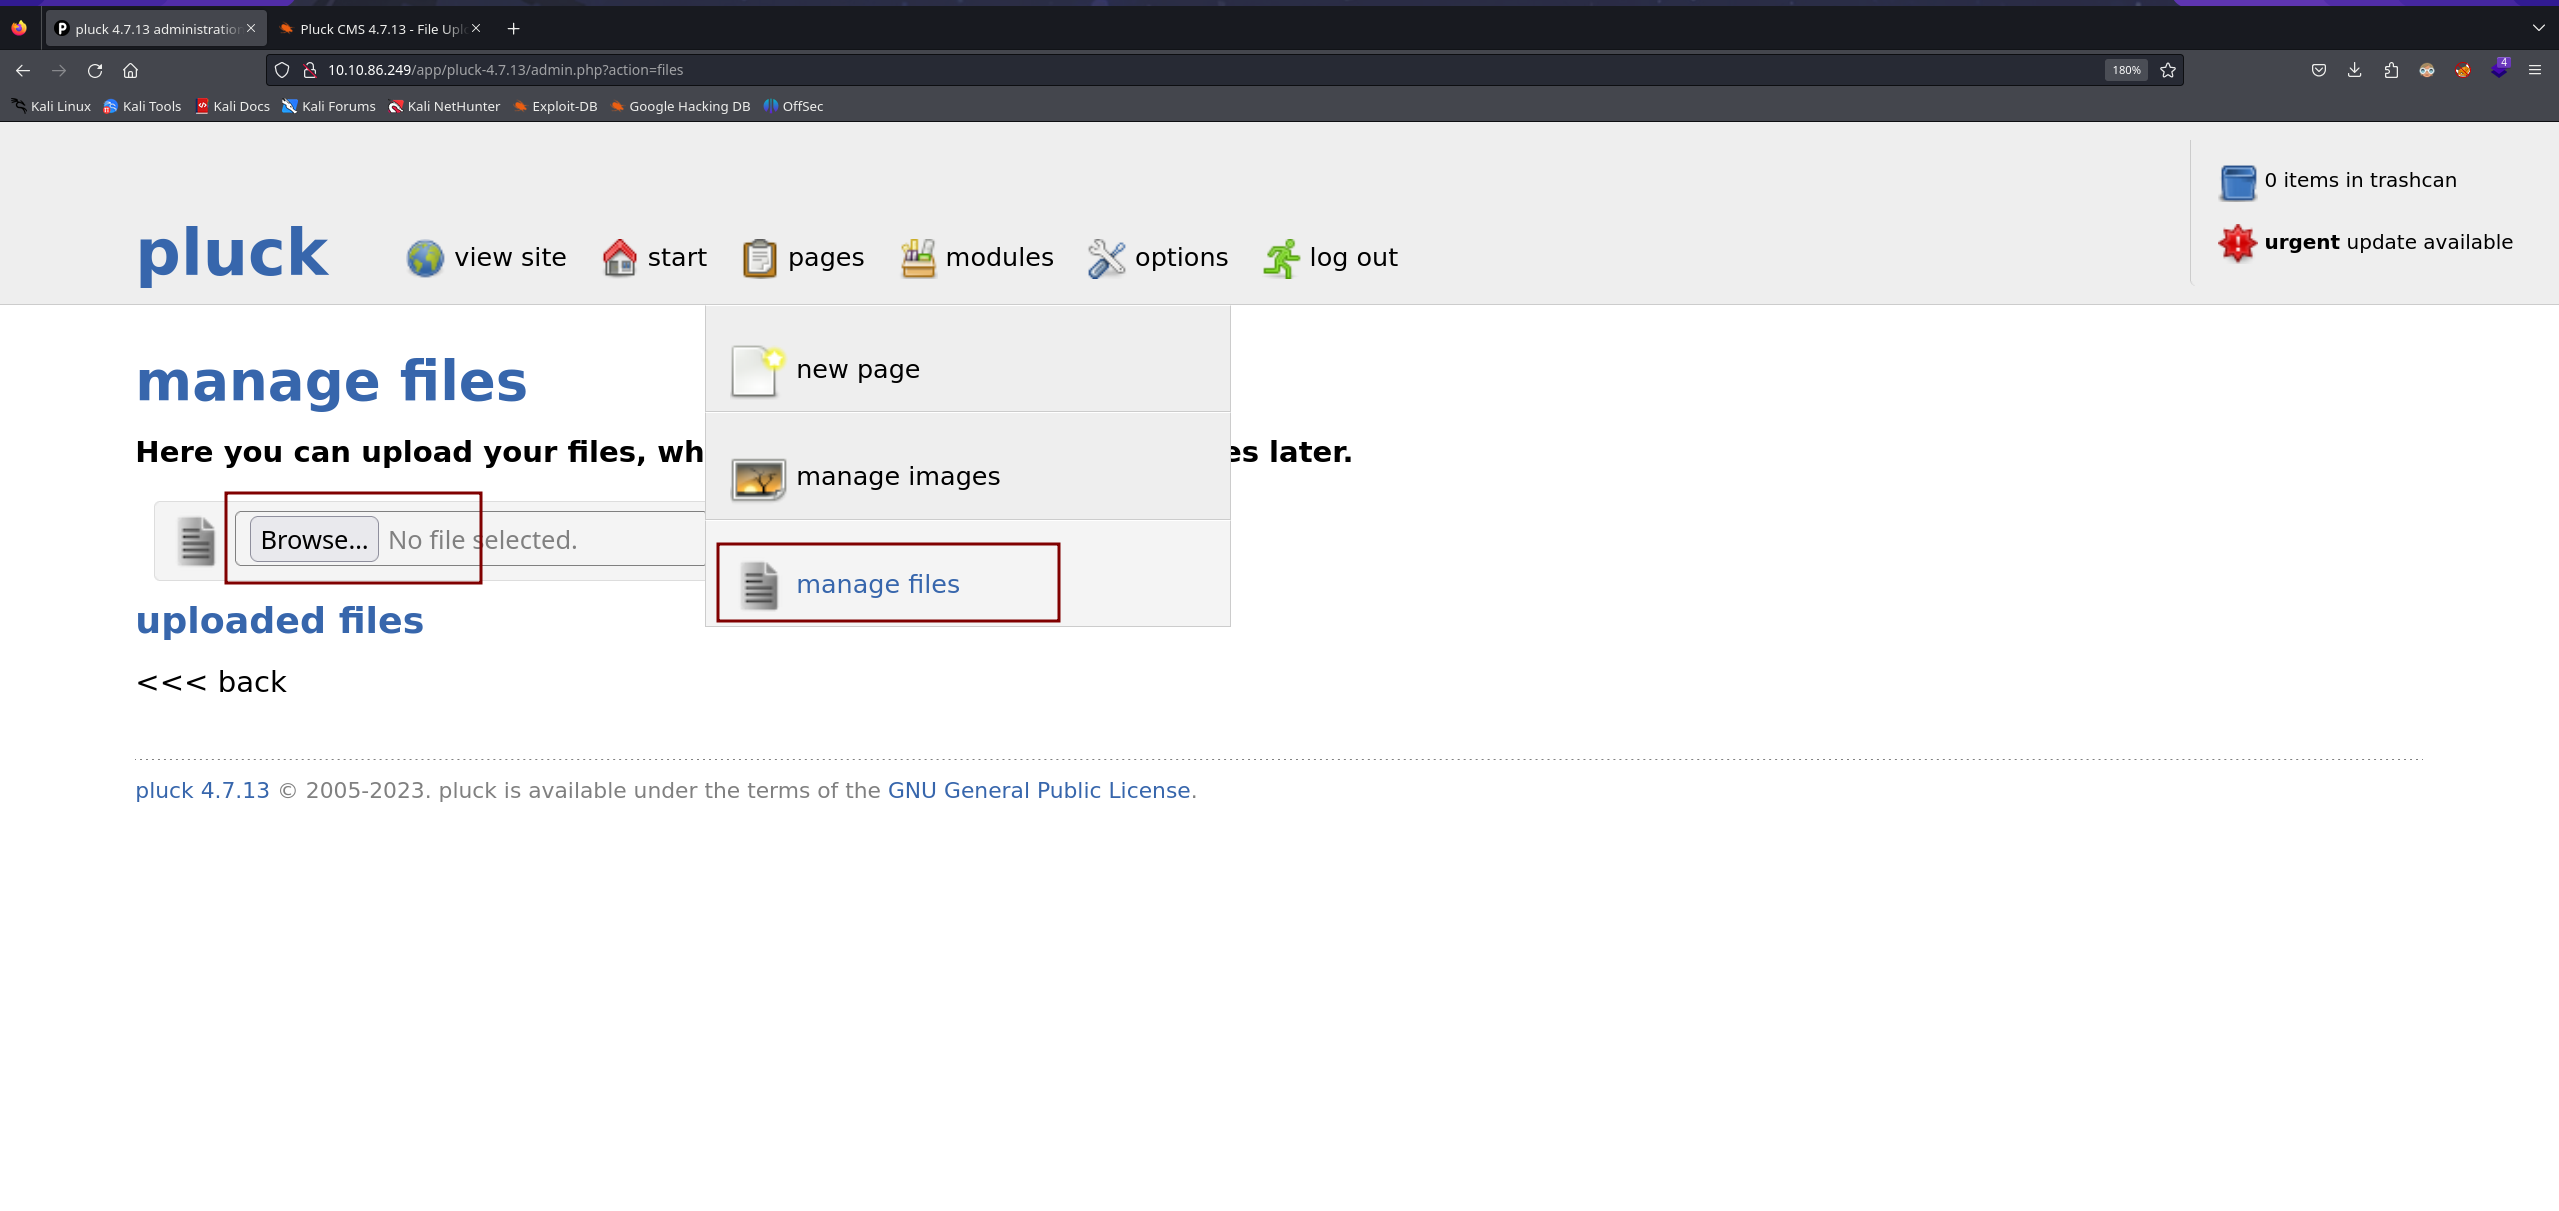 pluck 4.7.13 administratio
Pluck CMS 4.7.13 - File Upl
10.10.86.249/app/pluck-4.7.13/admin.php?action=files
180%
4
Kali Linux Kali Tools Kali Docs Kali Forums Kali NetHunter Exploit-DB Google Hacking DB OffSec
0 items in trashcan
urgent update available
pluck view site start pages modules options log out
new page
manage images
manage files
manage files
Here you can upload your files, wh es later.
Browse... No file selected.
uploaded files
<<< back
pluck 4.7.13 © 2005-2023. pluck is available under the terms of the GNU General Public License.